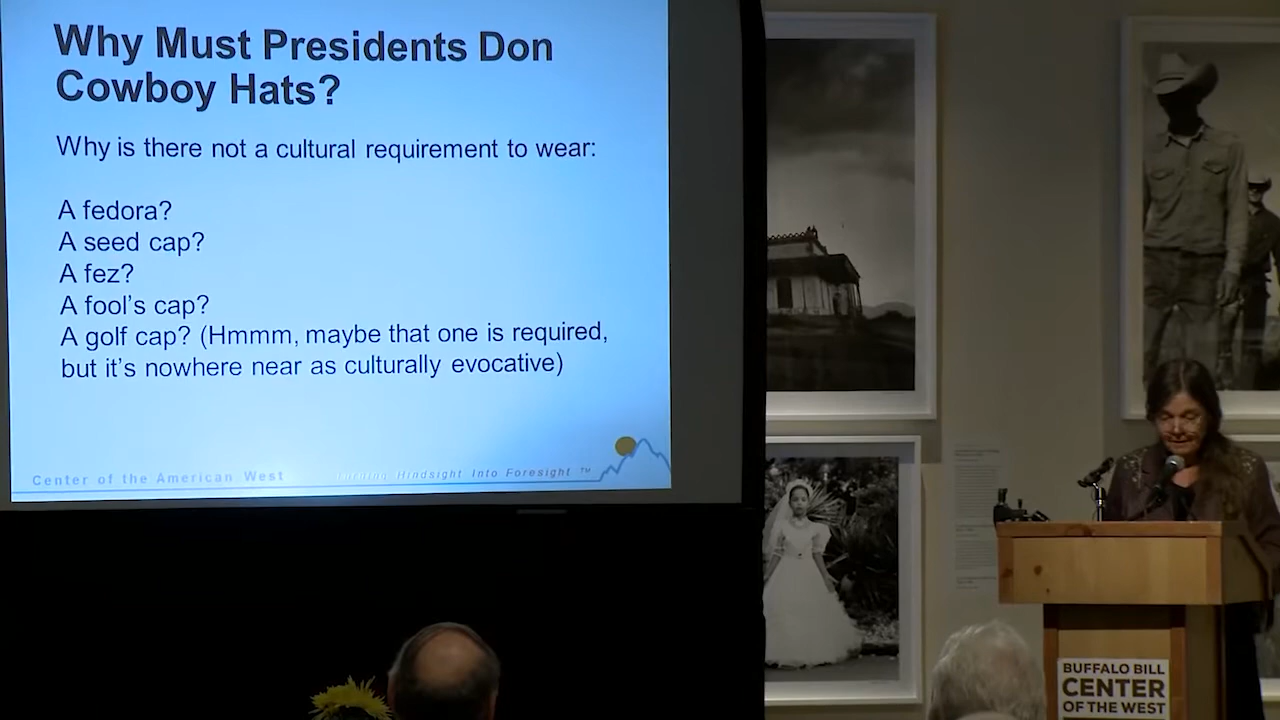 Why Must Presidents Don
Cowboy Hats?
Why is there not a cultural requirement to wear:
A fedora?
A seed cap?
A fez?
A fool's cap?
A golf cap? (Hmmm, maybe that one is required,
but it's nowhere near as culturally evocative)
Center of the American West
Turning Hindsight Into Foresight ™
BUFFALO BILL
CENTER
OF THE WEST